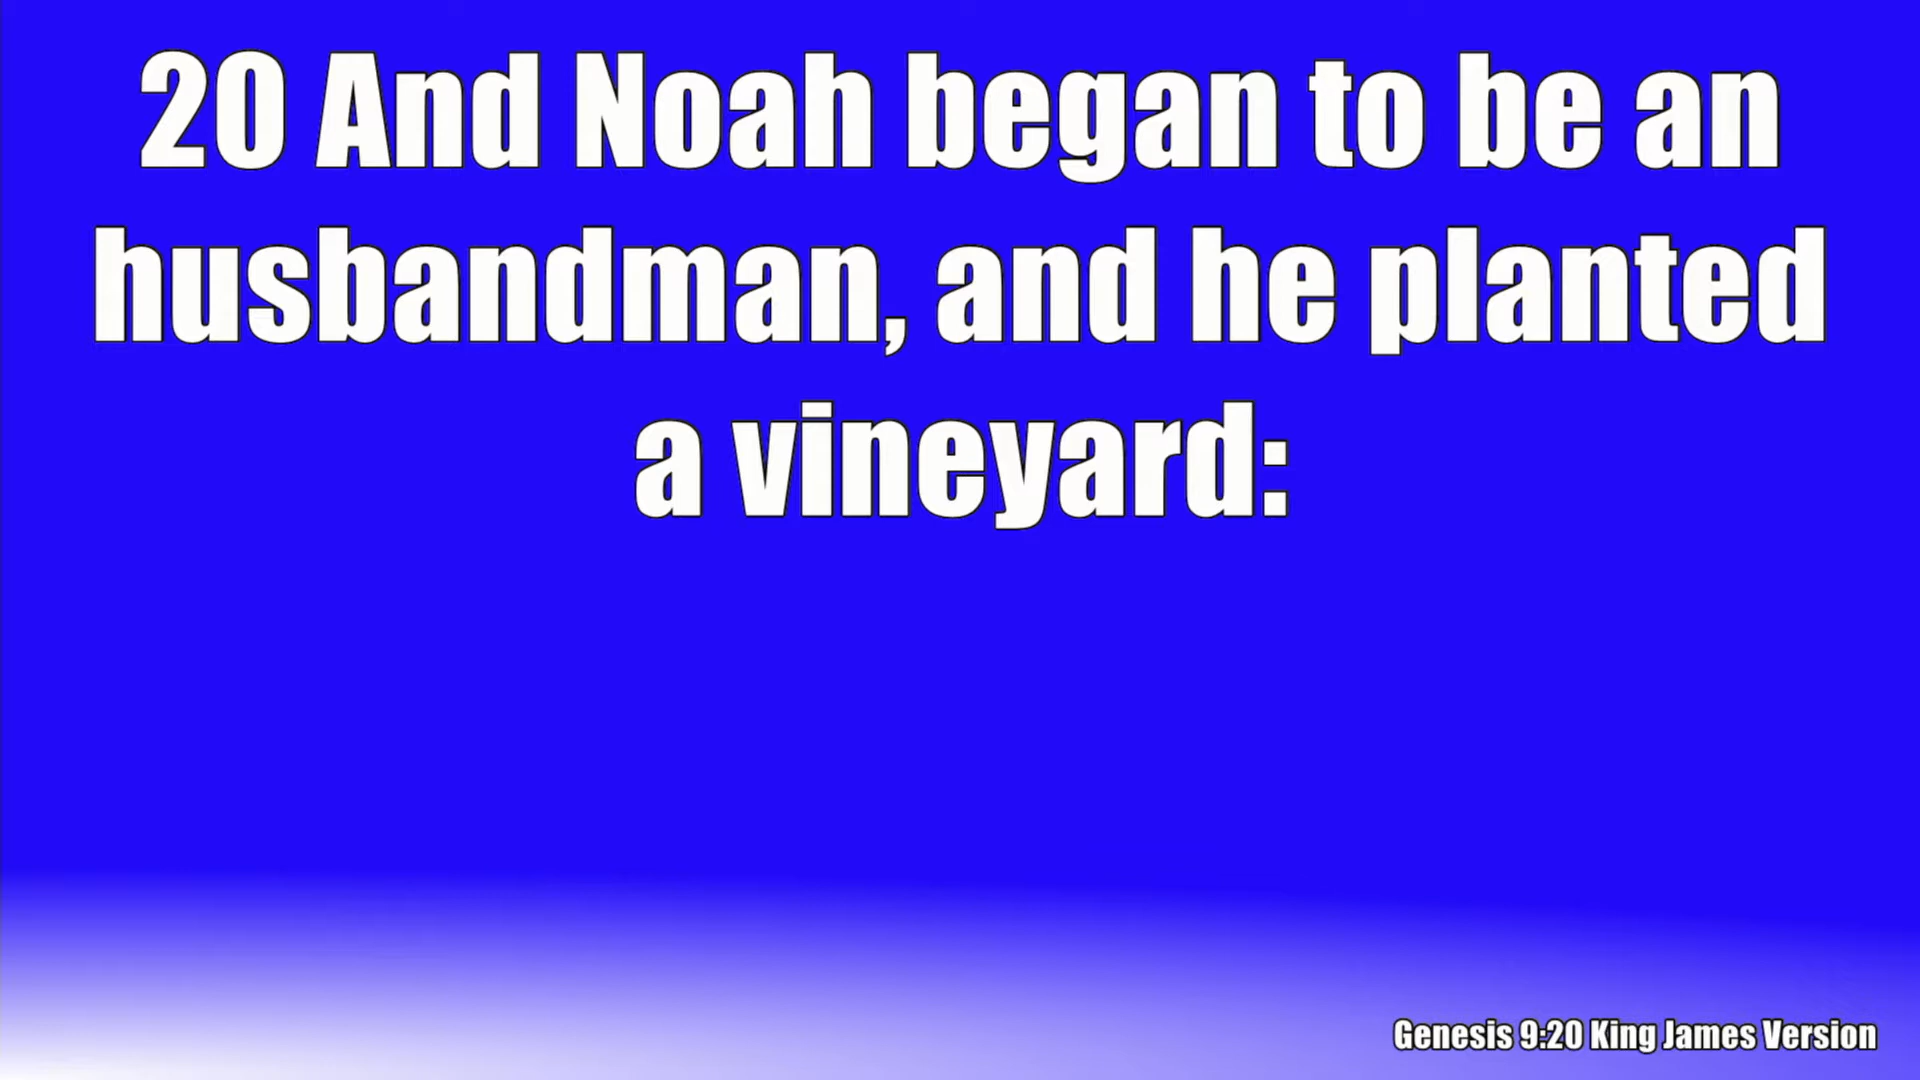 20 And Noah began to be an
husbandman, and he planted
a vineyard:
Genesis 9:20 King James Version